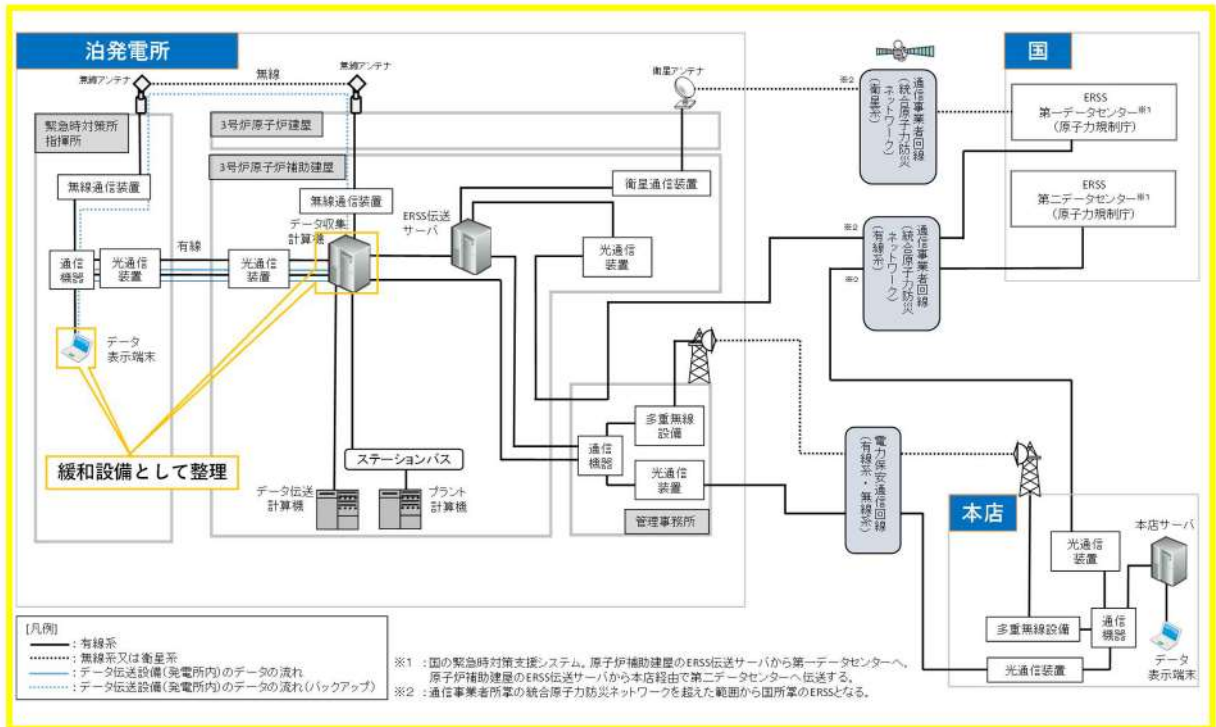 泊発電所
無線アンテナ
無線
無線アンテナ
衛星アンテナ
国
緊急時対策所
指揮所
3号炉原子炉建屋
3号炉原子炉補助建屋
無線通信装置
無線通信装置
データ収集
計算機
ERSS伝送
サーバ
衛星通信装置
光通信
装置
有線
通信
機器
光通信
装置
光通信
装置
データ
表示端末
緩和設備として整理
ステーションバス
データ伝送
計算機
プラント
計算機
多重無線
設備
通信
機器
光通信
装置
管理事務所
※2
通信事業者回線
(統合原子力防災
ネットワーク)
(衛星系)
※2
※2
通信事業者回線
(統合原子力防災
ネットワーク)
(有線系)
電力保安通信回線
(有線系・無線系)
ERSS
第一データセンター※1
(原子力規制庁)
ERSS
第二データセンター※1
(原子力規制庁)
本店
本店サーバ
光通信
装置
多重無線設備
通信
機器
光通信装置
データ
表示端末
[凡例]
:有線系
:無線系又は衛星系
:データ伝送設備(発電所内)のデータの流れ
:データ伝送設備(発電所内)のデータの流れ(バックアップ)
※1 :国の緊急時対策支援システム。原子炉補助建屋のERSS伝送サーバから第一データセンターへ、
原子炉補助建屋のERSS伝送サーバから本店経由で第二データセンターへ伝送する。
※2 :通信事業者所掌の統合原子力防災ネットワークを超えた範囲から国所掌のERSSとなる。